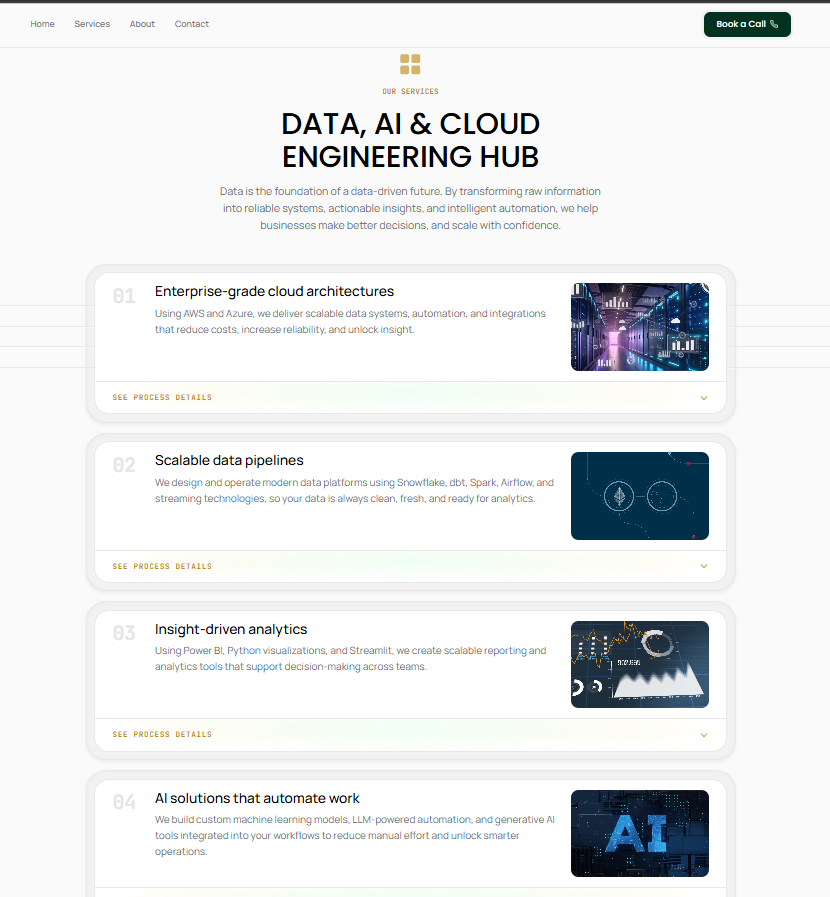 Home Services About Contact Book a Call
OUR SERVICES
DATA, AI & CLOUD
ENGINEERING HUB
Data is the foundation of a data-driven future. By transforming raw information
into reliable systems, actionable insights, and intelligent automation, we help
businesses make better decisions, and scale with confidence.
01
Enterprise-grade cloud architectures
Using AWS and Azure, we deliver scalable data systems, automation, and integrations
that reduce costs, increase reliability, and unlock insight.
SEE PROCESS DETAILS
02
Scalable data pipelines
We design and operate modern data platforms using Snowflake, dbt, Spark, Airflow, and
streaming technologies, so your data is always clean, fresh, and ready for analytics.
SEE PROCESS DETAILS
03
Insight-driven analytics
Using Power BI, Python visualizations, and Streamlit, we create scalable reporting and
analytics tools that support decision-making across teams.
SEE PROCESS DETAILS
04
AI solutions that automate work
We build custom machine learning models, LLM-powered automation, and generative AI
tools integrated into your workflows to reduce manual effort and unlock smarter
operations.
AI